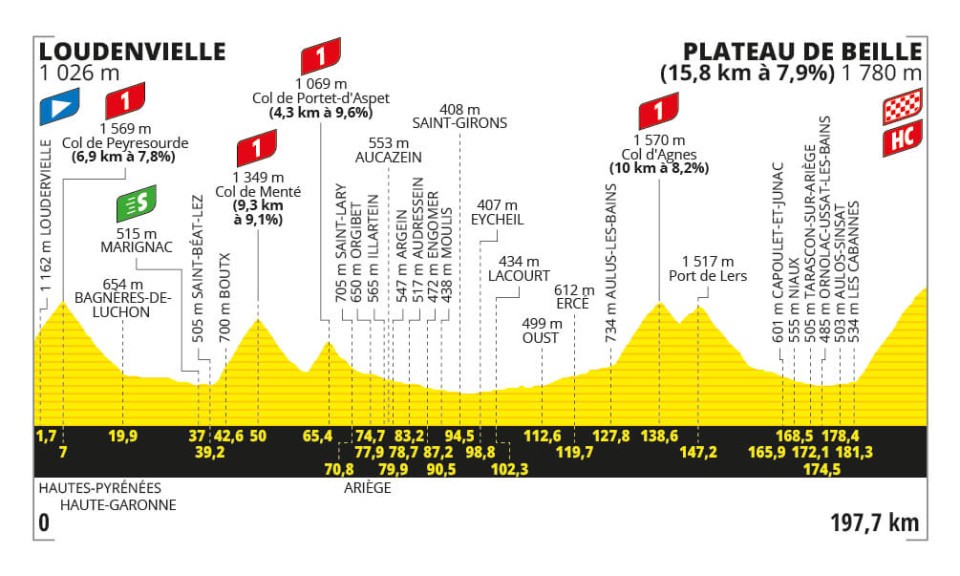 LOUDENVIELLE
1 026 m
PLATEAU DE BEILLE
(15,8 km à 7,9%) 1 780 m
HC
1
1 569 m
Col de Peyresourde
(6,9 km à 7,8%)
1
1 349 m
Col de Menté
(9,3 km
à 9,1%)
1
1 069 m
Col de Portet-d'Aspet
(4,3 km à 9,6%)
1
1 570 m
Col d'Agnes
(10 km à 8,2%)
1 517 m
Port de Lers
1 162 m LOUDERVIELLE
654 m
BAGNÈRES-DE-
LUCHON
S
515 m
MARIGNAC
505 m SAINT-BÉAT-LEZ
700 m BOUTX
705 m SAINT-LARY
650 m ORGIBET
565 m ILLARTEIN
553 m
AUCAZEIN
547 m ARGEIN
517 m AUDRESSEIN
472 m ENGOMER
438 m MOULIS
408 m
SAINT-GIRONS
407 m
EYCHEIL
434 m
LACOURT
499 m
OUST
612 m
ERCÉ
734 m AULUS-LES-BAINS
601 m CAPOULET-ET-JUNAC
555 m NIAUX
505 m TARASCON-SUR-ARIÈGE
485 m ORNOLAC-USSAT-LES-BAINS
503 m AULOS-SINSAT
534 m LES CABANNES
1,7 19,9 37 42,6 50 65,4 74,7 83,2 94,5 112,6 127,8 138,6 168,5 178,4
7 39,2 77,9 78,7 87,2 98,8 119,7 147,2 165,9 172,1 181,3
70,8 79,9 90,5 102,3 174,5
HAUTES-PYRÉNÉES
HAUTE-GARONNE
ARIÈGE
0
197,7 km